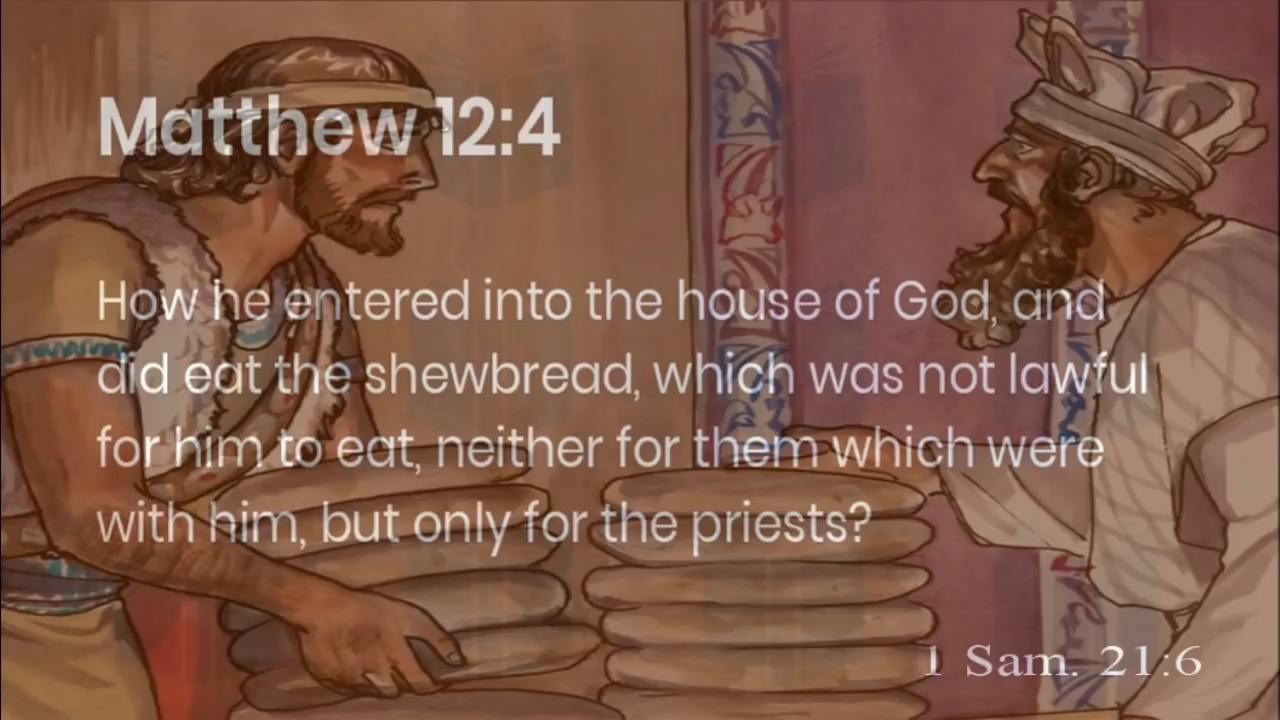 Matthew 12:4
How he entered into the house of God, and
did eat the shewbread, which was not lawful
for him to eat, neither for them which were
with him, but only for the priests?
1 Sam. 21:6